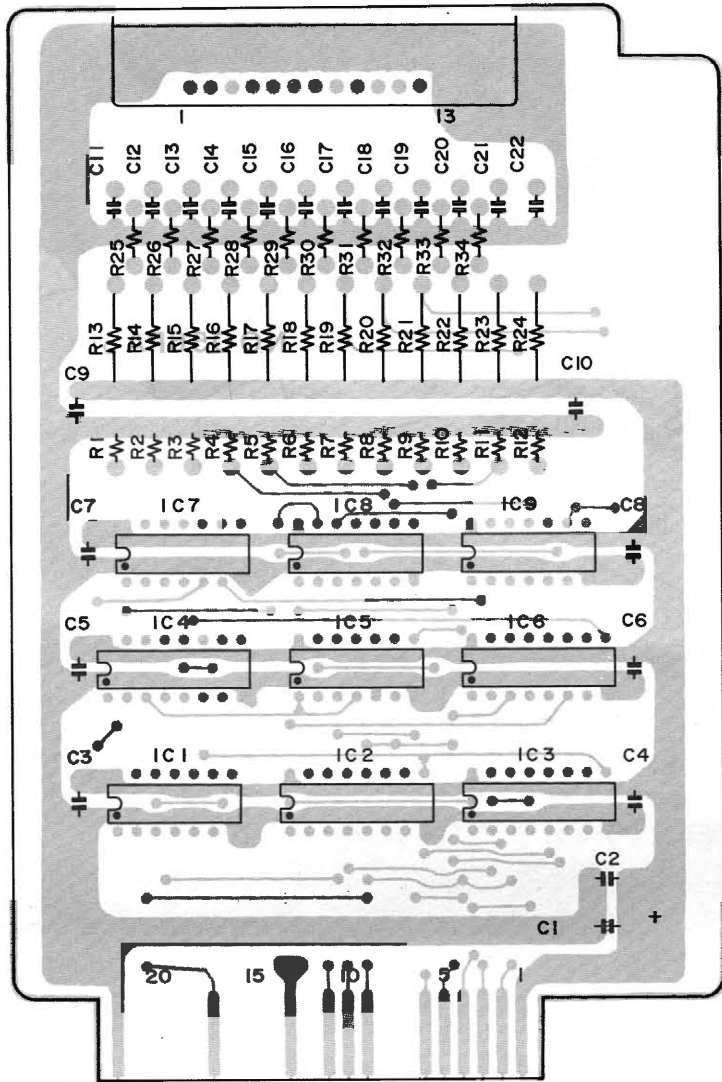 1 13
C11 C12 C13 C14 C15 C16 C17 C18 C19 C20 C21 C22
R25 R26 R27 R28 R29 R30 R31 R32 R33 R34
R13 R14 R15 R16 R17 R18 R19 R20 R21 R22 R23 R24
C9 C10
R1 R2 R3 R4 R5 R6 R7 R8 R9 R10 R11 R12
C7 IC7 IC8 IC9 C8
C5 IC4 IC5 IC6 C6
C3 IC1 IC2 IC3 C4
C2
C1 +
20 15 10 5 1